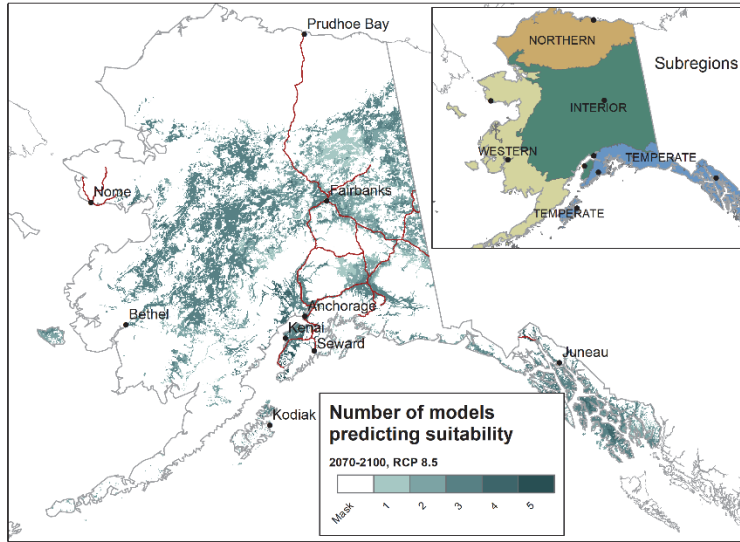 Prudhoe Bay
NORTHERN
Subregions
INTERIOR
WESTERN
TEMPERATE
TEMPERATE
Nome
Fairbanks
Bethel
Anchorage
Kenai
Seward
Juneau
Kodiak
Number of models
predicting suitability
2070-2100, RCP 8.5
Mask 1 2 3 4 5